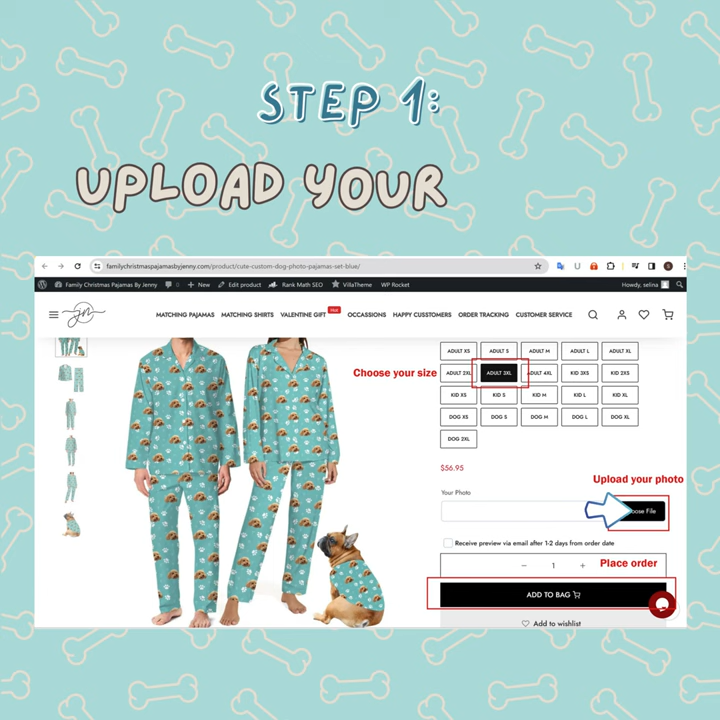 STEP 1:
UPLOAD YOUR
familychristmaspajamasbyjenny.com/product/cute-custom-dog-photo-pajamas-set-blue/
Family Christmas Pajamas By Jenny 0 + New Edit product Rank Math SEO VillaTheme WP Rocket Howdy, selina
jn MATCHING PAJAMAS MATCHING SHIRTS VALENTINE GIFT OCCASSIONS HAPPY CUSSTOMERS ORDER TRACKING CUSTOMER SERVICE
ADULT XS ADULT S ADULT M ADULT L ADULT XL
Choose your size ADULT 2XL ADULT 3XL ADULT 4XL KID 3XS KID 2XS
KID XS KID S KID M KID L KID XL
DOG XS DOG S DOG M DOG L DOG XL
DOG 2XL
$56.95
Upload your photo
Your Photo
oose File
Receive preview via email after 1-2 days from order date
− 1 +
Place order
ADD TO BAG
Add to wishlist